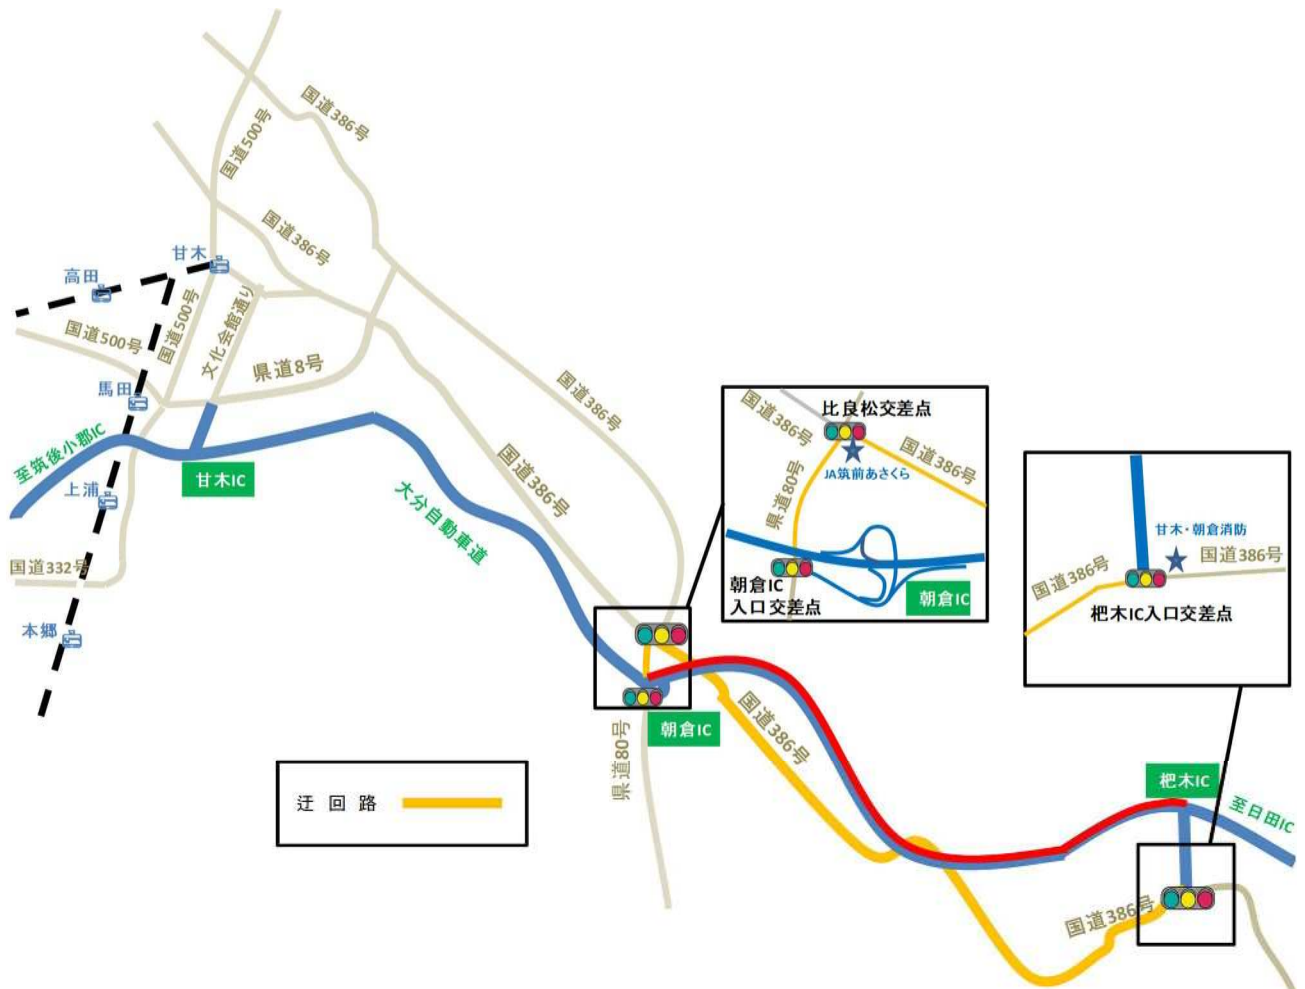 国道386号
国道500号
国道386号
甘木
高田
国道500号
国道500号
文化会館通り
県道8号
馬田
至筑後小郡IC
甘木IC
上浦
国道332号
本郷
大分自動車道
国道386号
国道386号
国道386号
比良松交差点
国道386号
JA筑前あさくら
県道80号
朝倉IC
入口交差点
朝倉IC
甘木・朝倉消防
国道386号
国道386号
杷木IC入口交差点
朝倉IC
県道80号
国道386号
杷木IC
至日田IC
国道386号
迂回路